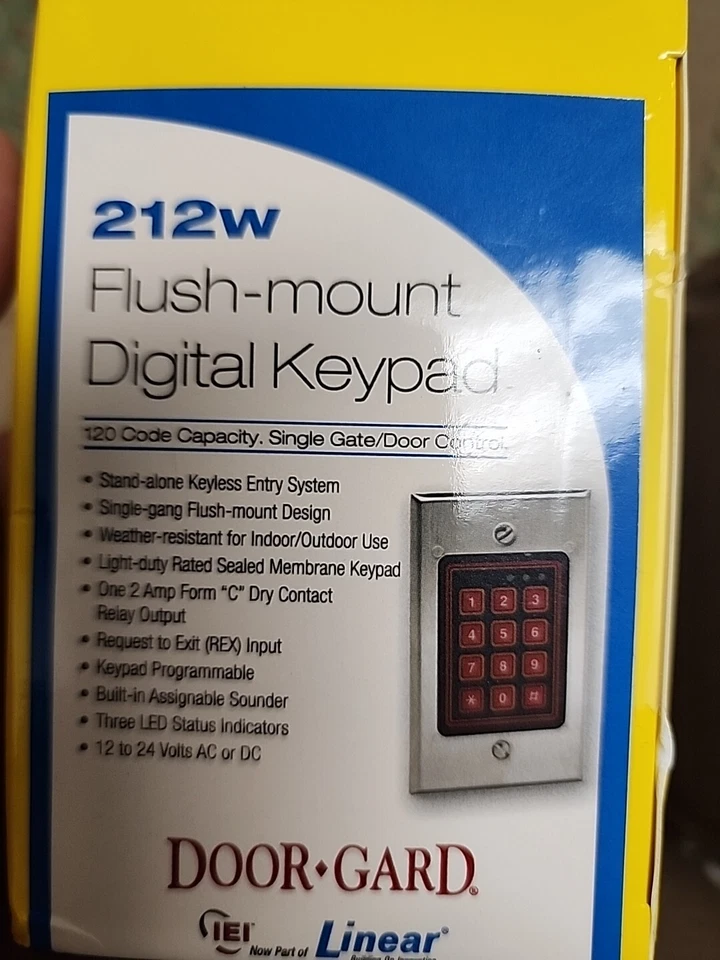 212w
Flush-mount
Digital Keypad
120 Code Capacity. Single Gate/Door Control.
• Stand-alone Keyless Entry System
• Single-gang Flush-mount Design
• Weather-resistant for Indoor/Outdoor Use
• Light-duty Rated Sealed Membrane Keypad
• One 2 Amp Form “C” Dry Contact
Relay Output
• Request to Exit (REX) Input
• Keypad Programmable
• Built-in Assignable Sounder
• Three LED Status Indicators
• 12 to 24 Volts AC or DC
1 2 3
4 5 6
7 8 9
* 0 #
DOOR♦GARD®
IEI™ Now Part of Linear®